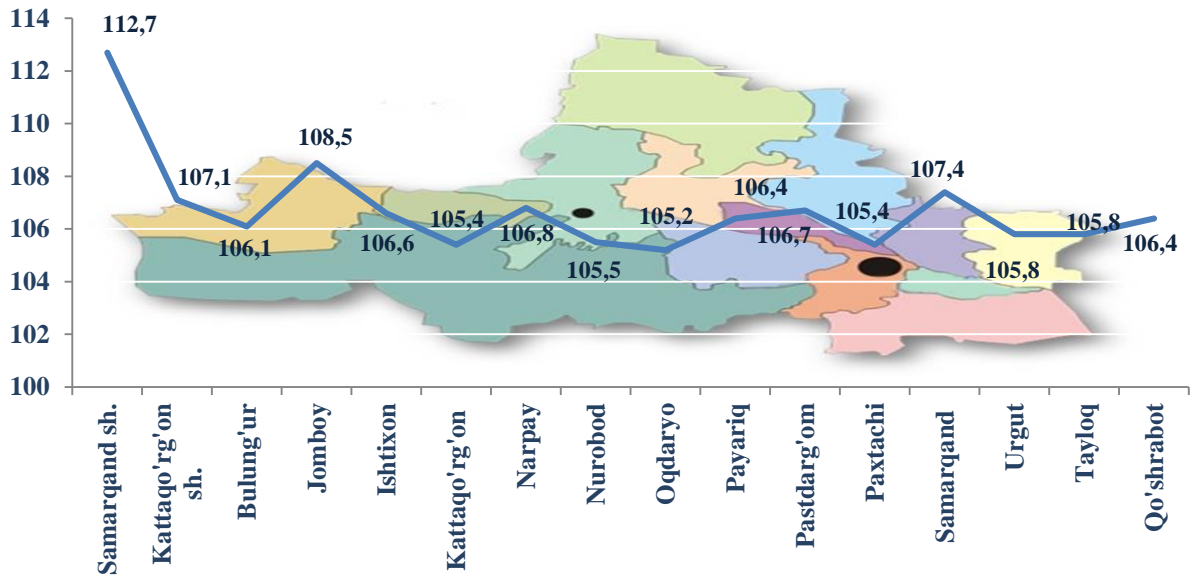 114
112
110
108
106
104
102
100
112,7
107,1
106,1
108,5
106,6
105,4
106,8
105,5
105,2
106,4
106,7
105,4
107,4
105,8
105,8
106,4
Samarqand sh.
Kattaqo'rg'on
sh.
Bulung'ur
Jomboy
Ishtixon
Kattaqo'rg'on
Narpay
Nurobod
Oqdaryo
Payariq
Pastdarg'om
Paxtachi
Samarqand
Urgut
Tayloq
Qo'shrabot